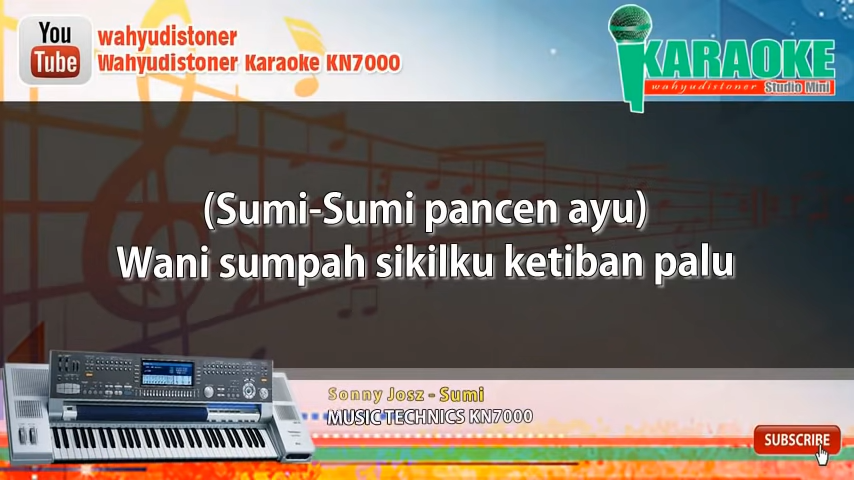 You
Tube
wahyudistoner
Wahyudistoner Karaoke KN7000
KARAOKE
wahyudistoner Studio Mini
(Sumi-Sumi pancen ayu)
Wani sumpah sikilku ketiban palu
Sonny Josz - Sumi
MUSIC TECHNICS KN7000
SUBSCRIBE